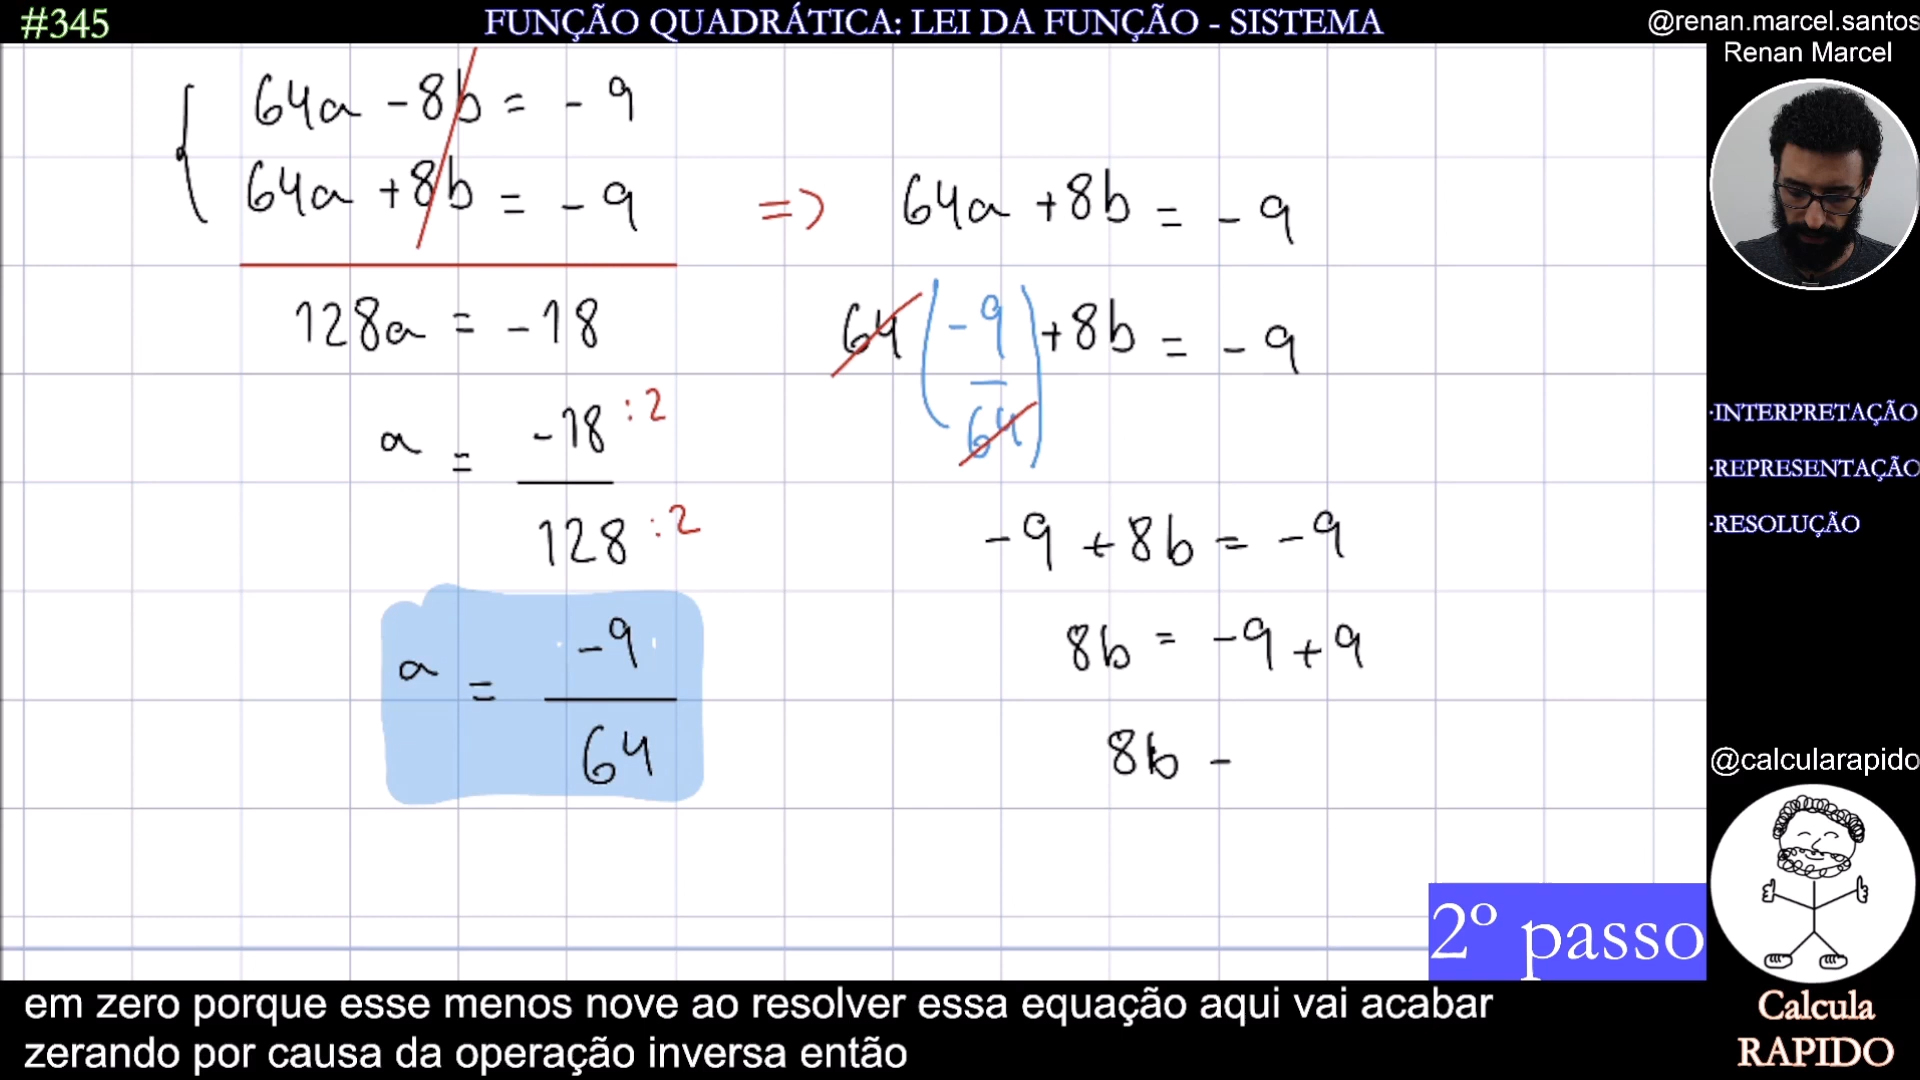 #345
FUNÇÃO QUADRÁTICA: LEI DA FUNÇÃO - SISTEMA
@renan.marcel.santos
Renan Marcel
64a - 8b = - 9
64a + 8b = - 9
128a = -18
a = -18 :2
128 :2
a = -9
64
=> 64a + 8b = - 9
64 ( -9
64 ) + 8b = - 9
-9 + 8b = -9
8b = -9 + 9
8b -
·INTERPRETAÇÃO
·REPRESENTAÇÃO
·RESOLUÇÃO
@calcularapido
2º passo
Calcula
RAPIDO
em zero porque esse menos nove ao resolver essa equação aqui vai acabar
zerando por causa da operação inversa então